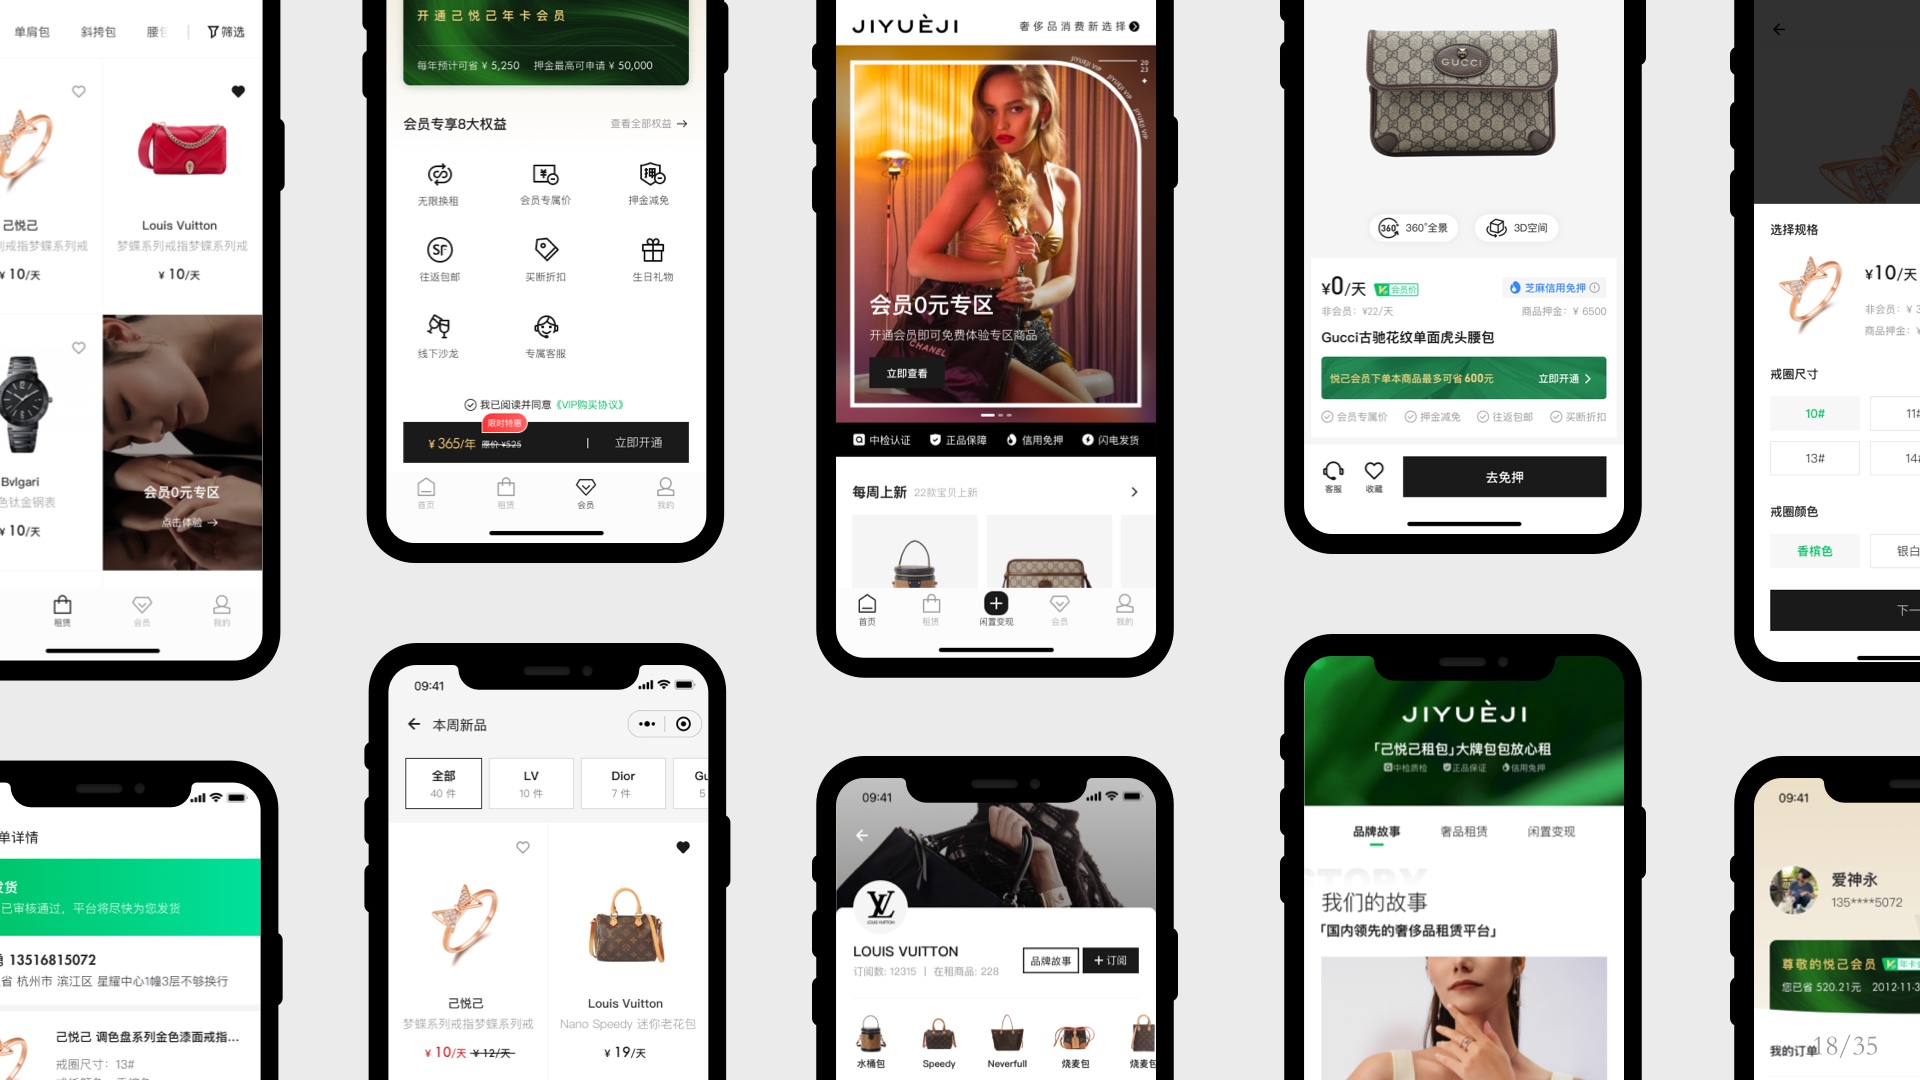 单肩包
斜挎包
腰
筛选
己悦己
戒指梦蝶系列戒
¥ 10/天
Louis Vuitton
梦蝶系列戒指梦蝶系列戒
¥ 10/天
Bvlgari
色钛金钢表
¥ 10/天
会员0元专区
点击体验 →
租赁
会员
我的
开通己悦己年卡会员
每年预计可省 ¥ 5,250 押金最高可申请 ¥ 50,000
会员专享8大权益
查看全部权益 →
无限换租
会员专属价
押金减免
SF
往返包邮
买断折扣
生日礼物
线下沙龙
专属客服
我已阅读并同意《VIP购买协议》
限时特惠
¥ 365/年 原价 ¥525
立即开通
首页
租赁
会员
我的
JIYUÈJI
奢侈品消费新选择
JIYUEJI VIP
JIYUEJI VIP
JIYUEJI VIP
20
23
CHANEL
会员0元专区
开通会员即可免费体验专区商品
立即查看
中检认证
正品保障
信用免押
闪电发货
每周上新 22款宝贝上新
首页
租赁
闲置变现
会员
我的
GUCCI
360° 360°全景
3D空间
¥0/天 会员价
芝麻信用免押
非会员：¥22/天
商品押金：¥ 6500
Gucci古驰花纹单面虎头腰包
悦己会员下单本商品最多可省600元
立即开通
会员专属价
押金减免
往返包邮
买断折扣
客服
收藏
去免押
选择规格
¥10/天
非会员：¥ 3
商品押金：¥
戒圈尺寸
10#
11#
13#
14#
戒圈颜色
香槟色
银白
下一
单详情
发货
已审核通过，平台将尽快为您发货
13516815072
省 杭州市 滨江区 星耀中心1幢3层不够换行
己悦己 调色盘系列金色漆面戒指...
戒圈尺寸：13#
09:41
本周新品
全部
40 件
LV
10 件
Dior
7 件
Gu
5
己悦己
梦蝶系列戒指梦蝶系列戒
¥ 10/天 ¥ 12/天
Louis Vuitton
Nano Speedy 迷你老花包
¥ 19/天
09:41
LV
LOUIS VUITTON
LOUIS VUITTON
订阅数: 12315 | 在租商品: 228
品牌故事
+ 订阅
水桶包
Speedy
Neverfull
烧麦包
烧麦包
JIYUÈJI
「己悦己租包」大牌包包放心租
中检质检
正品保证
信用免押
品牌故事
奢品租赁
闲置变现
STORY
我们的故事
「国内领先的奢侈品租赁平台」
09:41
爱神永
135****5072
尊敬的悦己会员 年卡
您已省 520.21元 2012-11-3
我的订单
18/35